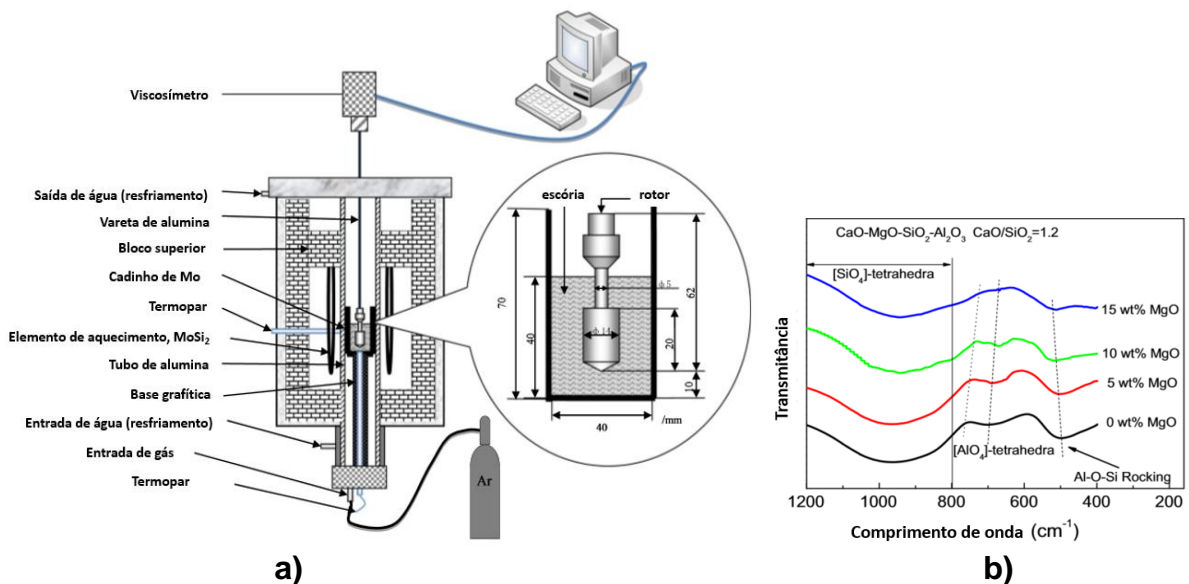 Viscosímetro
Saída de água (resfriamento)
Vareta de alumina
Bloco superior
Cadinho de Mo
Termopar
Elemento de aquecimento, MoSi₂
Tubo de alumina
Base grafítica
Entrada de água (resfriamento)
Entrada de gás
Termopar
Ar
escória
rotor
70
40
ϕ 5
ϕ 14
62
20
10
40
/mm
a)
CaO-MgO-SiO₂-Al₂O₃ CaO/SiO₂=1.2
[SiO₄]-tetrahedra
15 wt% MgO
10 wt% MgO
5 wt% MgO
0 wt% MgO
[AlO₄]-tetrahedra
Al-O-Si Rocking
Transmitância
1200 1000 800 600 400 200
Comprimento de onda (cm⁻¹)
b)